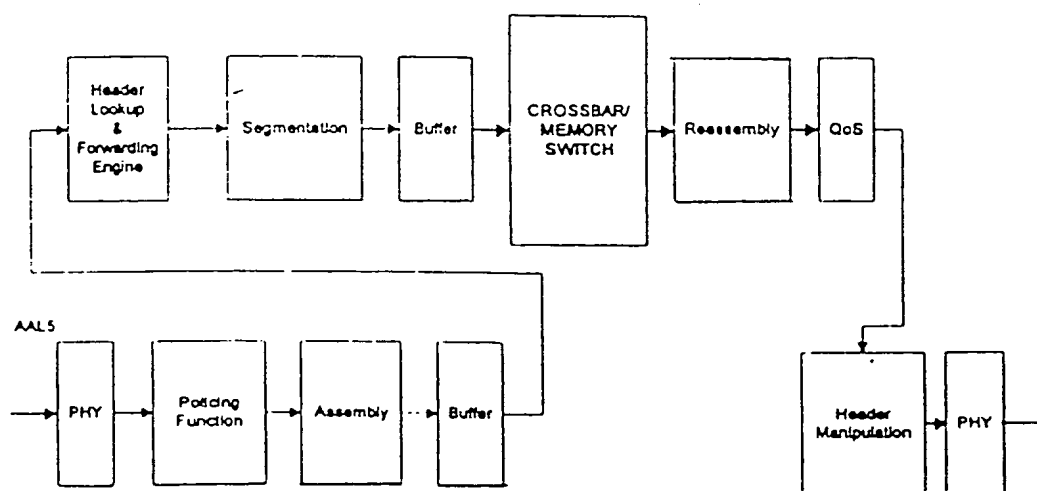 Header
Lookup
&
Forwarding
Engine
Segmentation
Buffer
CROSSBAR/
MEMORY
SWITCH
Reassembly
QoS
AAL5
PHY
Policing
Function
Assembly
Buffer
Header
Manipulation
PHY